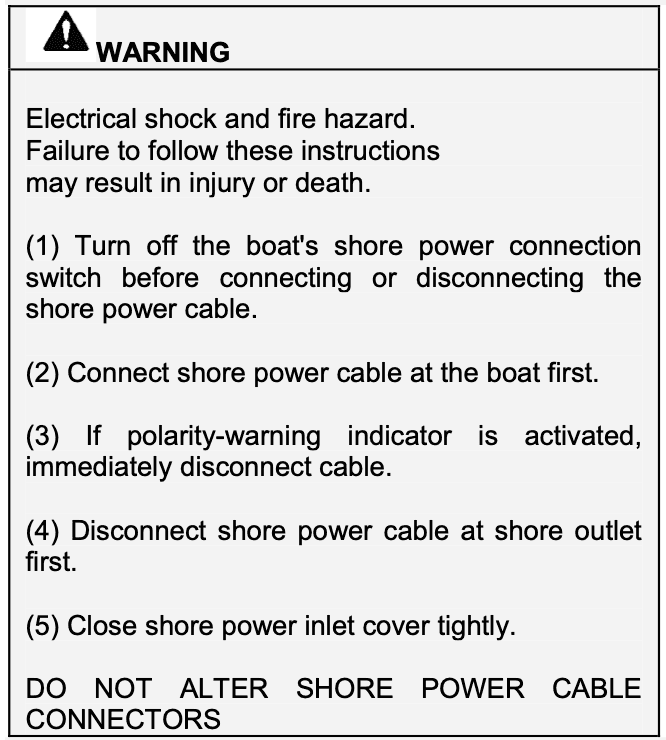 WARNING
Electrical shock and fire hazard.
Failure to follow these instructions
may result in injury or death.
(1) Turn off the boat's shore power connection
switch before connecting or disconnecting the
shore power cable.
(2) Connect shore power cable at the boat first.
(3) If polarity-warning indicator is activated,
immediately disconnect cable.
(4) Disconnect shore power cable at shore outlet
first.
(5) Close shore power inlet cover tightly.
DO NOT ALTER SHORE POWER CABLE
CONNECTORS